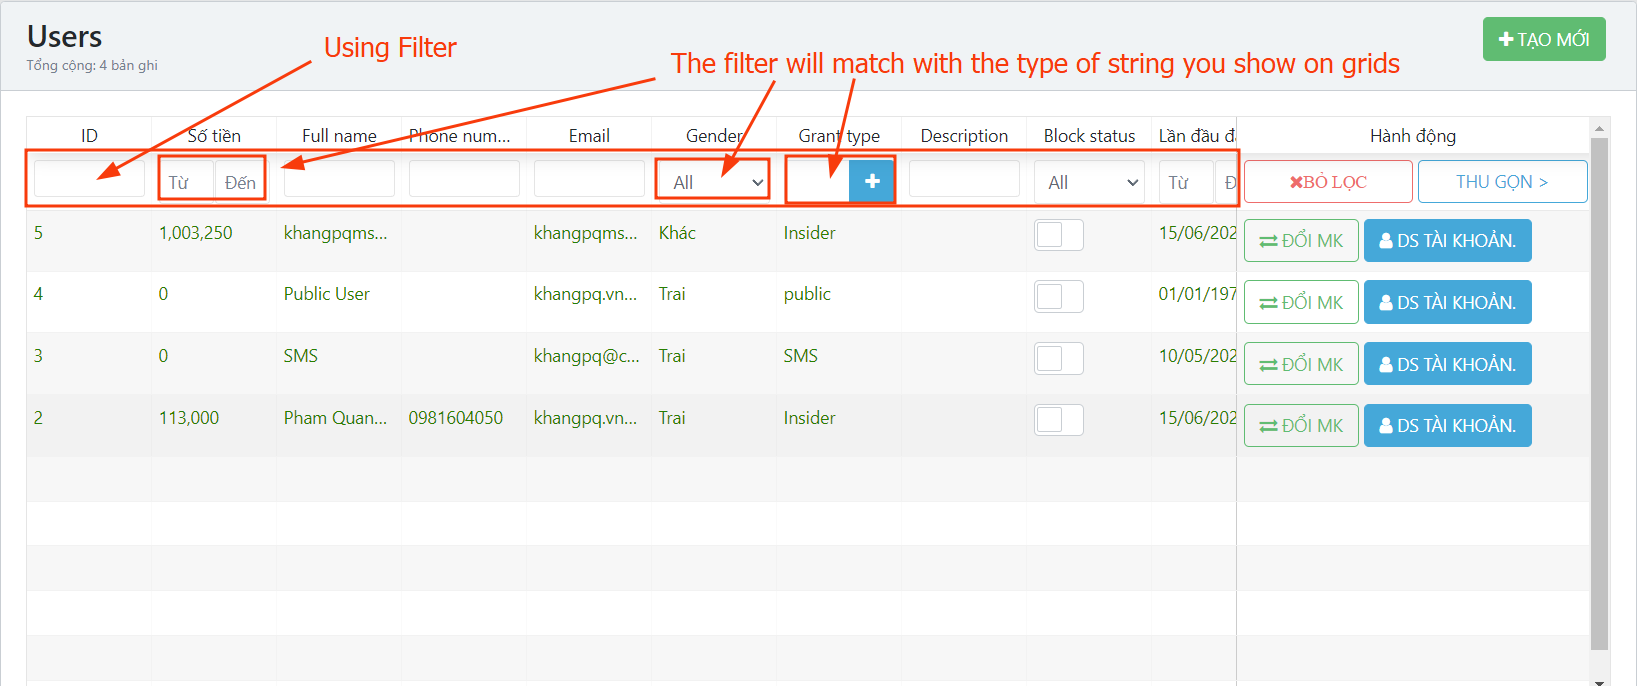 Users
Tổng cộng: 4 bản ghi
Using Filter
The filter will match with the type of string you show on grids
TẠO MỚI
ID Số tiền Full name Phone num... Email Gender Grant type Description Block status Lần đầu đ Hành động
Từ Đến All All Từ Đ BỎ LỌC THU GỌN >
5 1,003,250 khangpqms... khangpqms... Khác Insider 15/06/202 ĐỔI MK DS TÀI KHOẢN.
4 0 Public User khangpq.vn... Trai public 01/01/197 ĐỔI MK DS TÀI KHOẢN.
3 0 SMS khangpq@c... Trai SMS 10/05/202 ĐỔI MK DS TÀI KHOẢN.
2 113,000 Pham Quan... 0981604050 khangpq.vn... Trai Insider 15/06/202 ĐỔI MK DS TÀI KHOẢN.